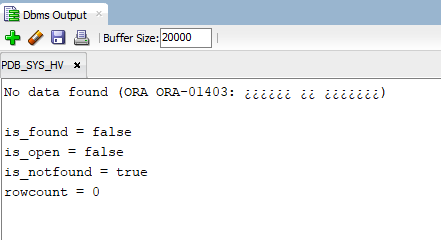 Dbms Output
Buffer Size: 20000
PDB_SYS_HV
No data found (ORA ORA-01403: ¿¿¿¿¿¿ ¿¿ ¿¿¿¿¿¿¿)
is_found = false
is_open = false
is_notfound = true
rowcount = 0